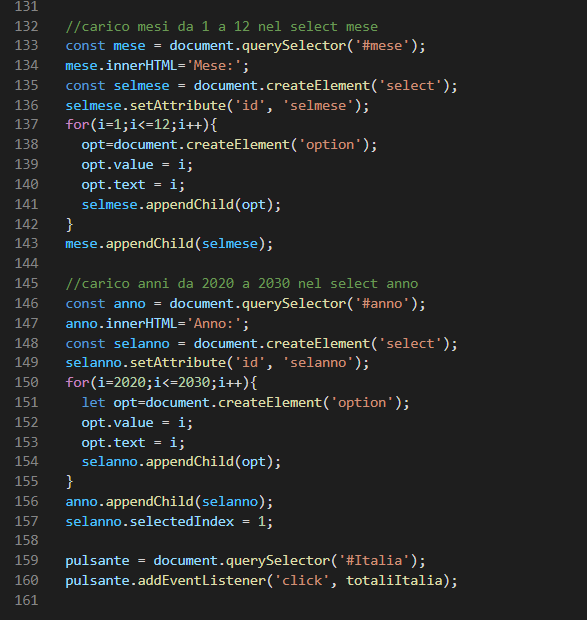 131
132 //carico mesi da 1 a 12 nel select mese
133 const mese = document.querySelector('#mese');
134 mese.innerHTML='Mese:';
135 const selmese = document.createElement('select');
136 selmese.setAttribute('id', 'selmese');
137 for(i=1;i<=12;i++){
138   opt=document.createElement('option');
139   opt.value = i;
140   opt.text = i;
141   selmese.appendChild(opt);
142 }
143 mese.appendChild(selmese);
144
145 //carico anni da 2020 a 2030 nel select anno
146 const anno = document.querySelector('#anno');
147 anno.innerHTML='Anno:';
148 const selanno = document.createElement('select');
149 selanno.setAttribute('id', 'selanno');
150 for(i=2020;i<=2030;i++){
151   let opt=document.createElement('option');
152   opt.value = i;
153   opt.text = i;
154   selanno.appendChild(opt);
155 }
156 anno.appendChild(selanno);
157 selanno.selectedIndex = 1;
158
159 pulsante = document.querySelector('#Italia');
160 pulsante.addEventListener('click', totaliItalia);
161